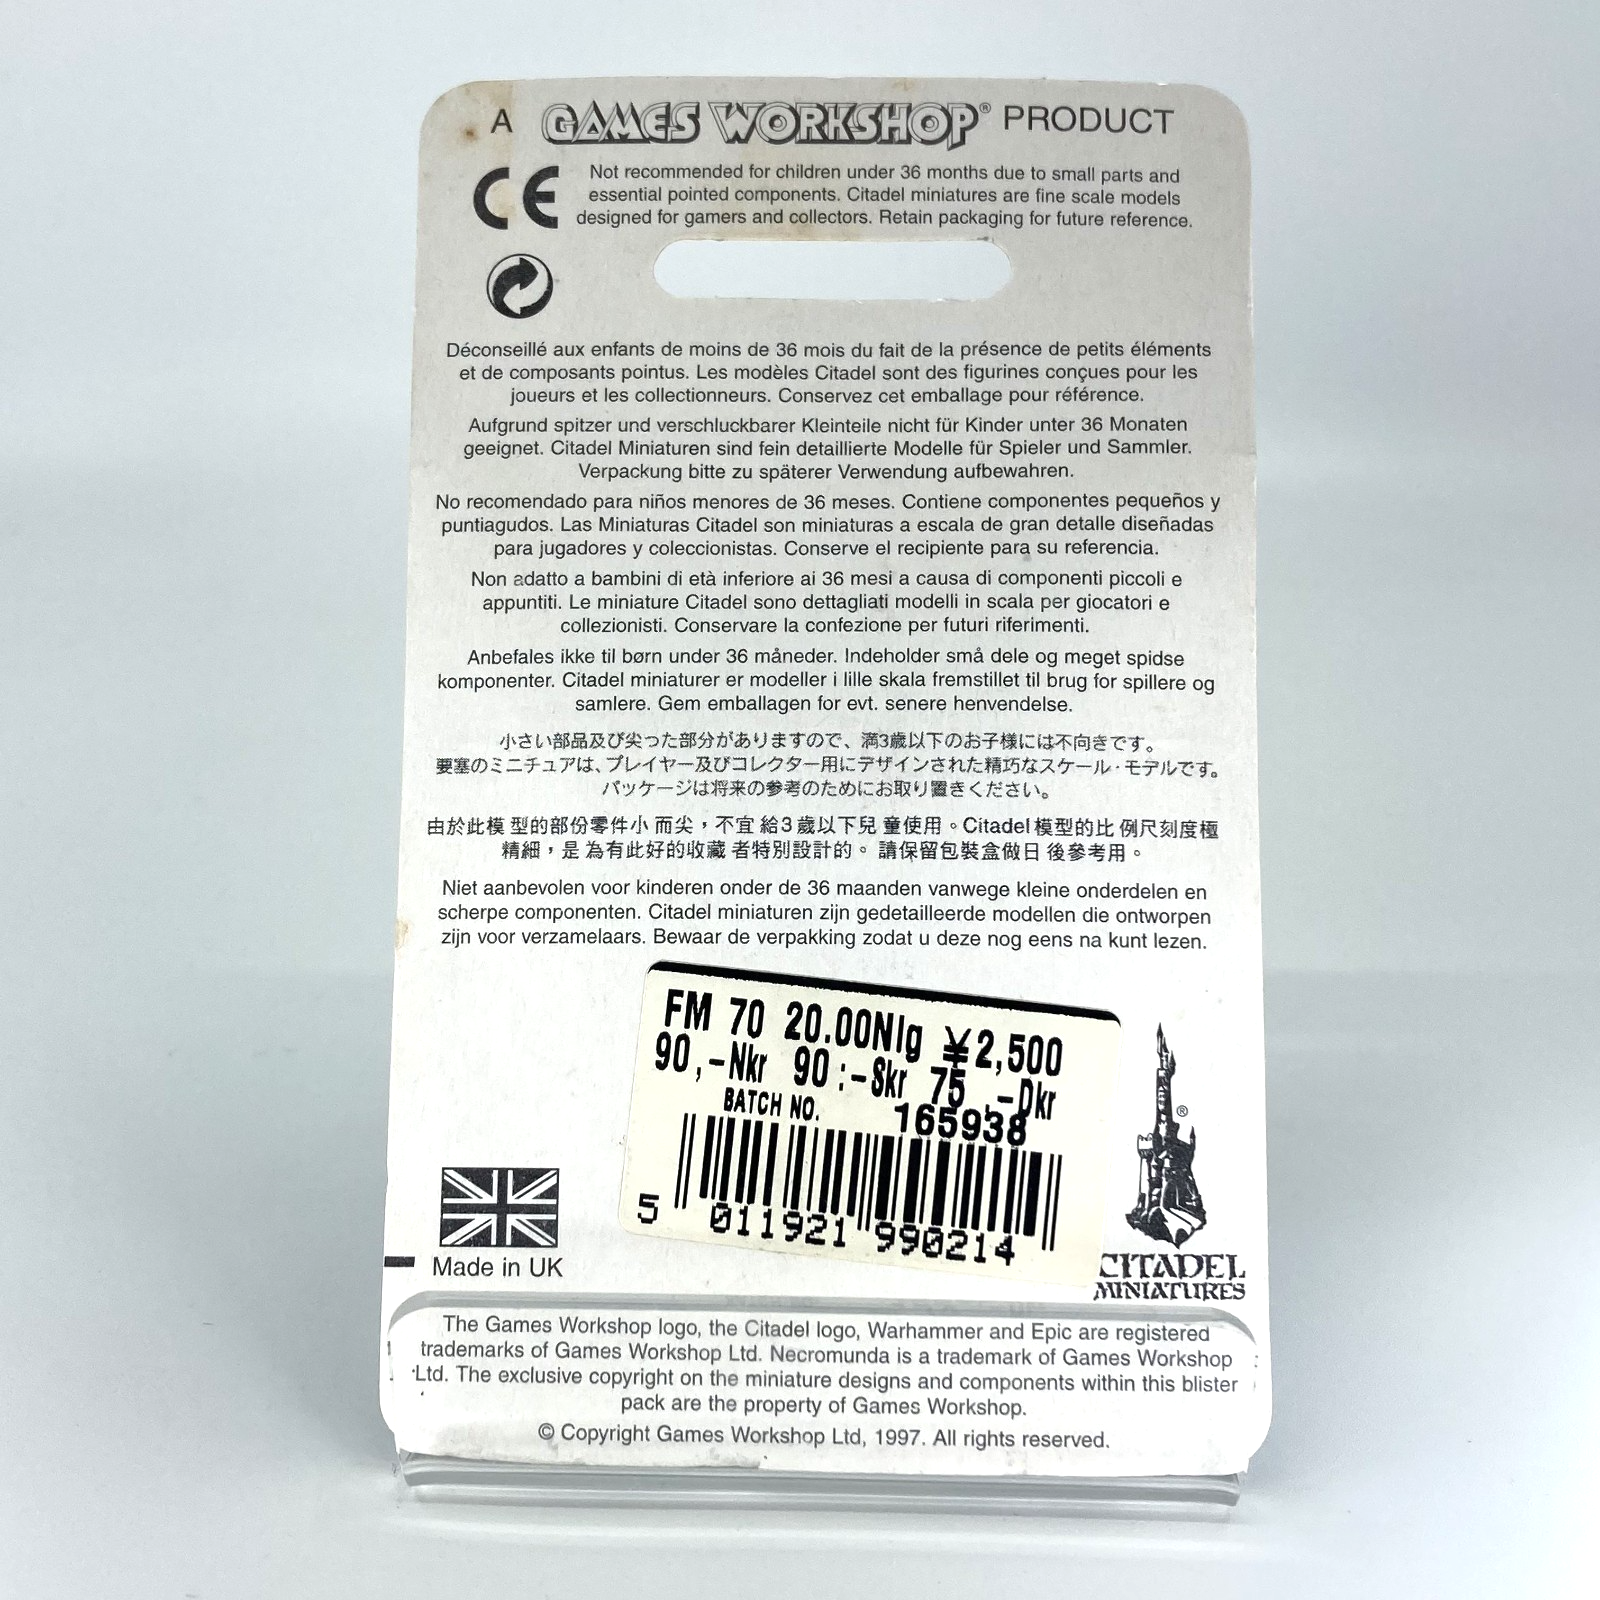 A GAMES WORKSHOP® PRODUCT
CE
Not recommended for children under 36 months due to small parts and
essential pointed components. Citadel miniatures are fine scale models
designed for gamers and collectors. Retain packaging for future reference.
Déconseillé aux enfants de moins de 36 mois du fait de la présence de petits éléments
et de composants pointus. Les modèles Citadel sont des figurines conçues pour les
joueurs et les collectionneurs. Conservez cet emballage pour référence.
Aufgrund spitzer und verschluckbarer Kleinteile nicht für Kinder unter 36 Monaten
geeignet. Citadel Miniaturen sind fein detaillierte Modelle für Spieler und Sammler.
Verpackung bitte zu späterer Verwendung aufbewahren.
No recomendado para niños menores de 36 meses. Contiene componentes pequeños y
puntiagudos. Las Miniaturas Citadel son miniaturas a escala de gran detalle diseñadas
para jugadores y coleccionistas. Conserve el recipiente para su referencia.
Non adatto a bambini di età inferiore ai 36 mesi a causa di componenti piccoli e
appuntiti. Le miniature Citadel sono dettagliati modelli in scala per giocatori e
collezionisti. Conservare la confezione per futuri riferimenti.
Anbefales ikke til børn under 36 måneder. Indeholder små dele og meget spidse
komponenter. Citadel miniaturer er modeller i lille skala fremstillet til brug for spillere og
samlere. Gem emballagen for evt. senere henvendelse.
小さい部品及び尖った部分がありますので、満3歳以下のお子様には不向きです。
要塞のミニチュアは、プレイヤー及びコレクター用にデザインされた精巧なスケール・モデルです。
パッケージは将来の参考のためにお取り置きください。
由於此模 型的部份零件小 而尖，不宜 給3 歲以下兒 童使用。Citadel 模型的比 例尺刻度極
精細，是 為有此好的收藏 者特別設計的。 請保留包裝盒做日 後參考用。
Niet aanbevolen voor kinderen onder de 36 maanden vanwege kleine onderdelen en
scherpe componenten. Citadel miniaturen zijn gedetailleerde modellen die ontworpen
zijn voor verzamelaars. Bewaar de verpakking zodat u deze nog eens na kunt lezen.
FM 70 20.00Nlg ¥2,500
90,-Nkr 90:-Skr 75,-Dkr
BATCH NO. 165938
5 011921 990214
®
CITADEL
MINIATURES
Made in UK
The Games Workshop logo, the Citadel logo, Warhammer and Epic are registered
trademarks of Games Workshop Ltd. Necromunda is a trademark of Games Workshop
Ltd. The exclusive copyright on the miniature designs and components within this blister
pack are the property of Games Workshop.
© Copyright Games Workshop Ltd, 1997. All rights reserved.